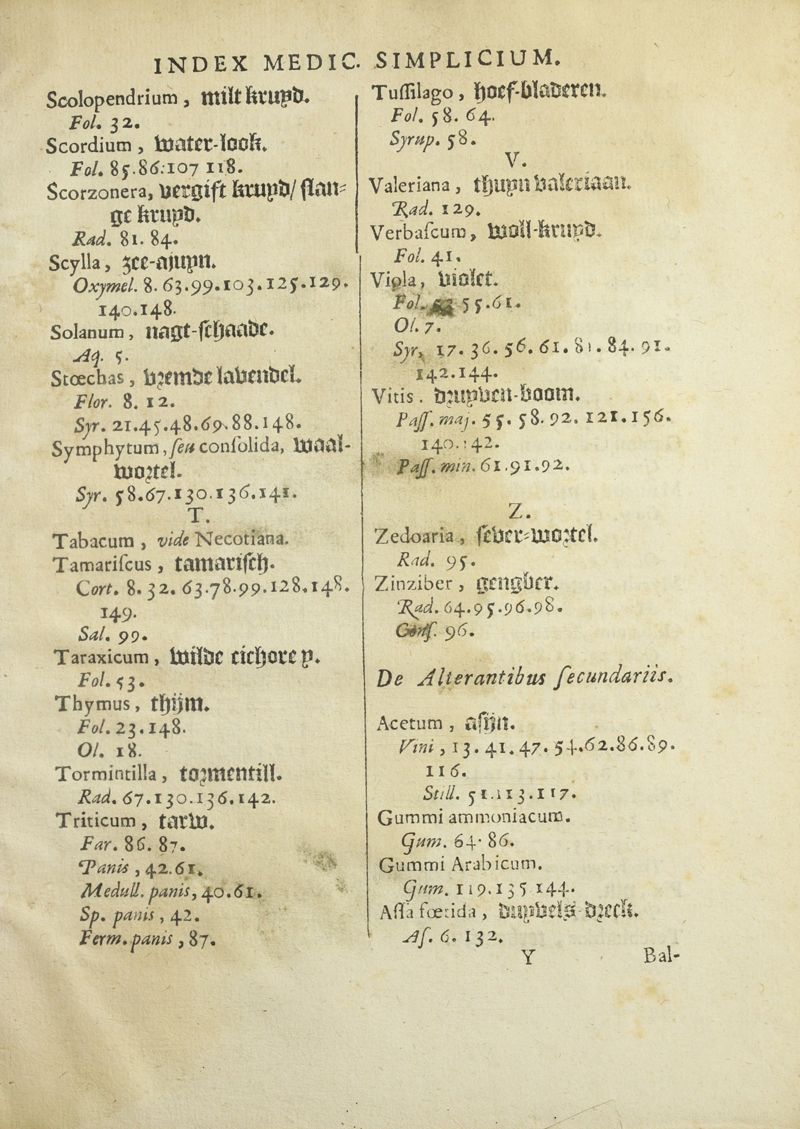 INDEX MEDIC. SIMPLICIUM.
Scolopendrium, milt kruyd.
Fol. 32.
Scordium, water-look.
Fol. 85.86.107 118.
Scorzonera, vergift kruyd/ slan-
ge kruyd.
Rad. 81. 84.
Scylla, zee-ajuyn.
Oxymel. 8. 63.99.103.125.129.
140.148.
Solanum, nagt-schaade.
Aq. 5.
Stœchas, vremde lavendel.
Flor. 8. 12.
Syr. 21.45.48.69.88.148.
Symphytum, seu consolida, waal-
wortel.
Syr. 58.67.130.136.141.
T.
Tabacum, vide Necotiana.
Tamariscus, tamarisch.
Cort. 8. 32. 63.78.99.128.148.
149.
Sal. 99.
Taraxicum, wilde cichorey.
Fol. 53.
Thymus, thijm.
Fol. 23.148.
Ol. 18.
Tormintilla, tormentill.
Rad. 67.130.136.142.
Triticum, tarw.
Far. 86. 87.
Panis, 42.61.
Medull. panis, 40.61.
Sp. panis, 42.
Ferm. panis, 87.
Tussilago, hoef-bladeren.
Fol. 58. 64.
Syrup. 58.
V.
Valeriana, thuyn valeriaan.
Rad. 129.
Verbascum, woll-kruyd.
Fol. 41.
Viola, violet.
Fol. 55.61.
Ol. 7.
Syr. 17. 36. 56. 61. 81. 84. 91.
142.144.
Vitis. druyven-boom.
Pass. maj. 55. 58. 92. 121. 156.
140.142.
Pass. min. 61.91.92.
Z.
Zedoaria, sever-wortel.
Rad. 95.
Zinziber, gengber.
Rad. 64.95.96.98.
Conf. 96.
De Alterantibus secundariis.
Acetum, asijn.
Vini, 13. 41. 47. 54.62.86.89.
116.
Still. 51.113.117.
Gummi ammoniacum.
Gum. 64. 86.
Gummi Arabicum.
Gum. 119.135 144.
Assa fœtida, duyvels-dreck.
As. 6. 132.
Y Bal-